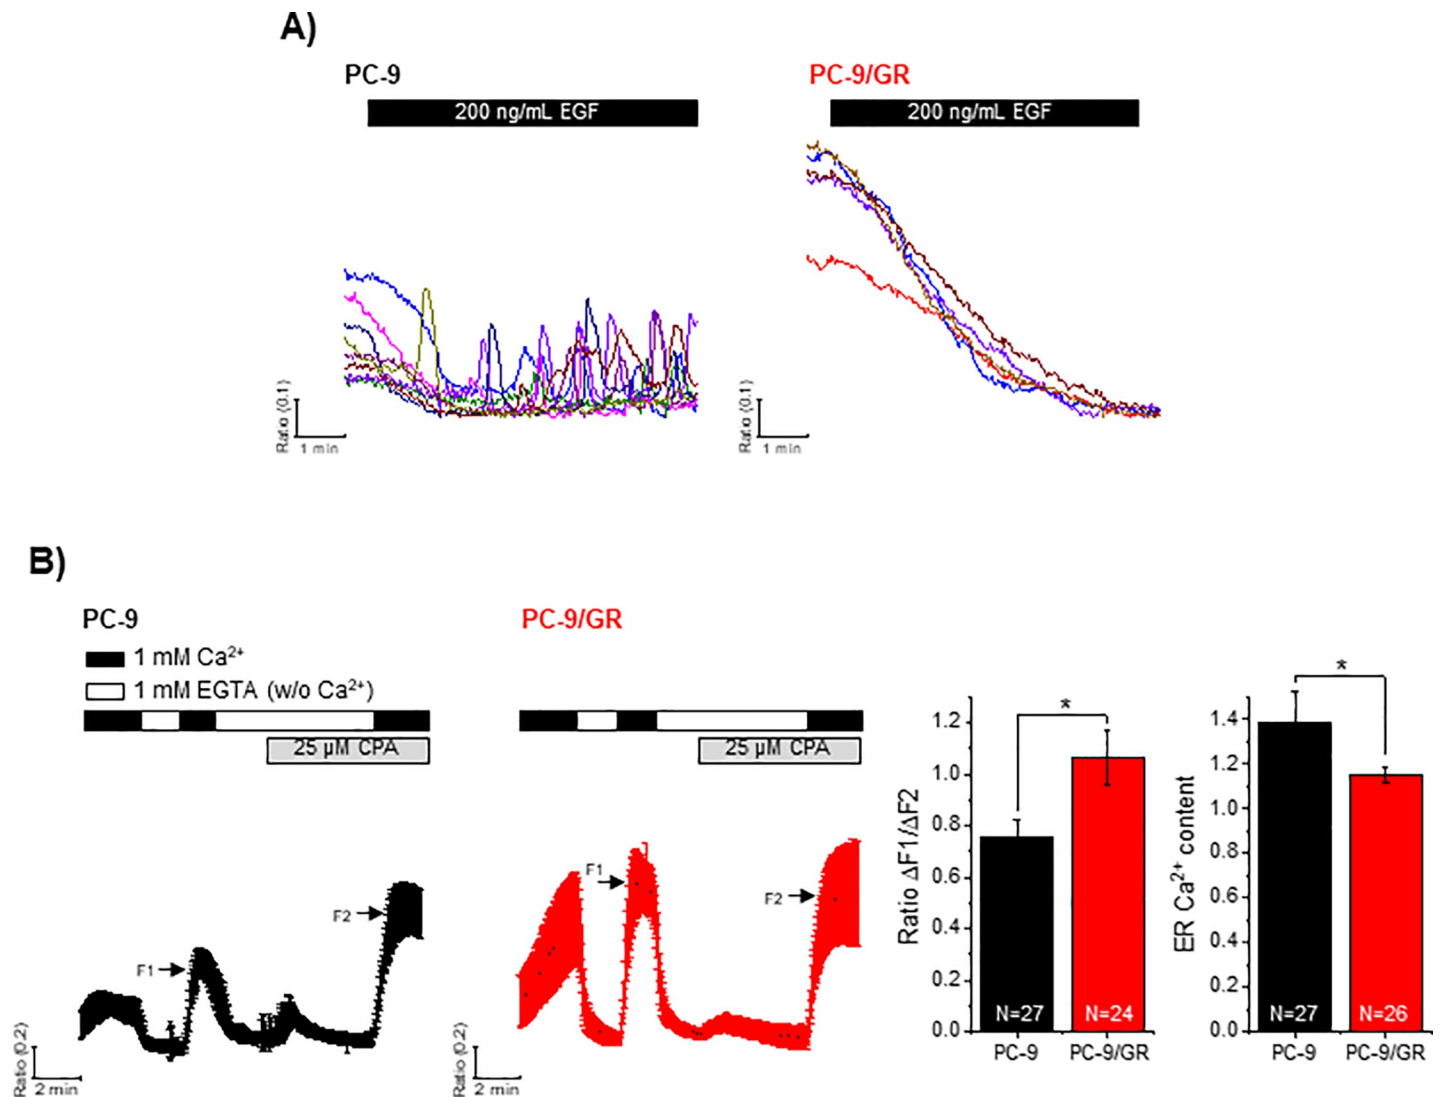 A)
PC-9
PC-9/GR
200 ng/mL EGF
200 ng/mL EGF
Ratio (0.1)
1 min
Ratio (0.1)
1 min
B)
PC-9
PC-9/GR
1 mM Ca²⁺
1 mM EGTA (w/o Ca²⁺)
25 µM CPA
25 µM CPA
F1
F2
Ratio (0.2)
2 min
F1
F2
Ratio (0.2)
2 min
*
1.2
1.0
0.8
0.6
0.4
0.2
0.0
Ratio ΔF1/ΔF2
N=27
N=24
PC-9
PC-9/GR
*
1.4
1.2
1.0
0.8
0.6
0.4
0.2
0.0
ER Ca²⁺ content
N=27
N=26
PC-9
PC-9/GR